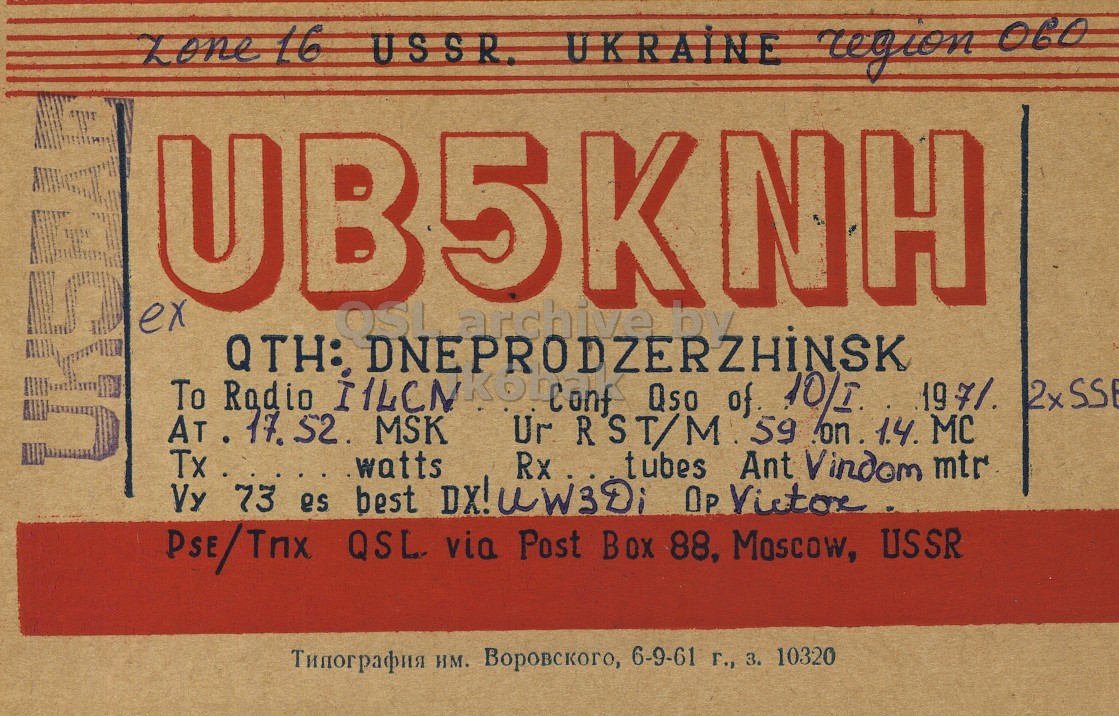 zone 16 USSR. UKRAINE region 060
UK5EAH
UB5KNH
ex
QSL archive by
ik6bak
QTH: DNEPRODZERZHINSK
To Radio I1LCN .... conf Qso of. 10/I... 1971. 2xSSB
AT. 17.52. MSK Ur RST/M. 59 on. 14. MC
Tx ...... watts Rx ... tubes Ant Vindom mtr
Vy 73 es best DX! UW3Di Op Victor.
PSE/Tnx QSL via Post Box 88, Moscow, USSR
Типография им. Воровского, 6-9-61 г., з. 10320